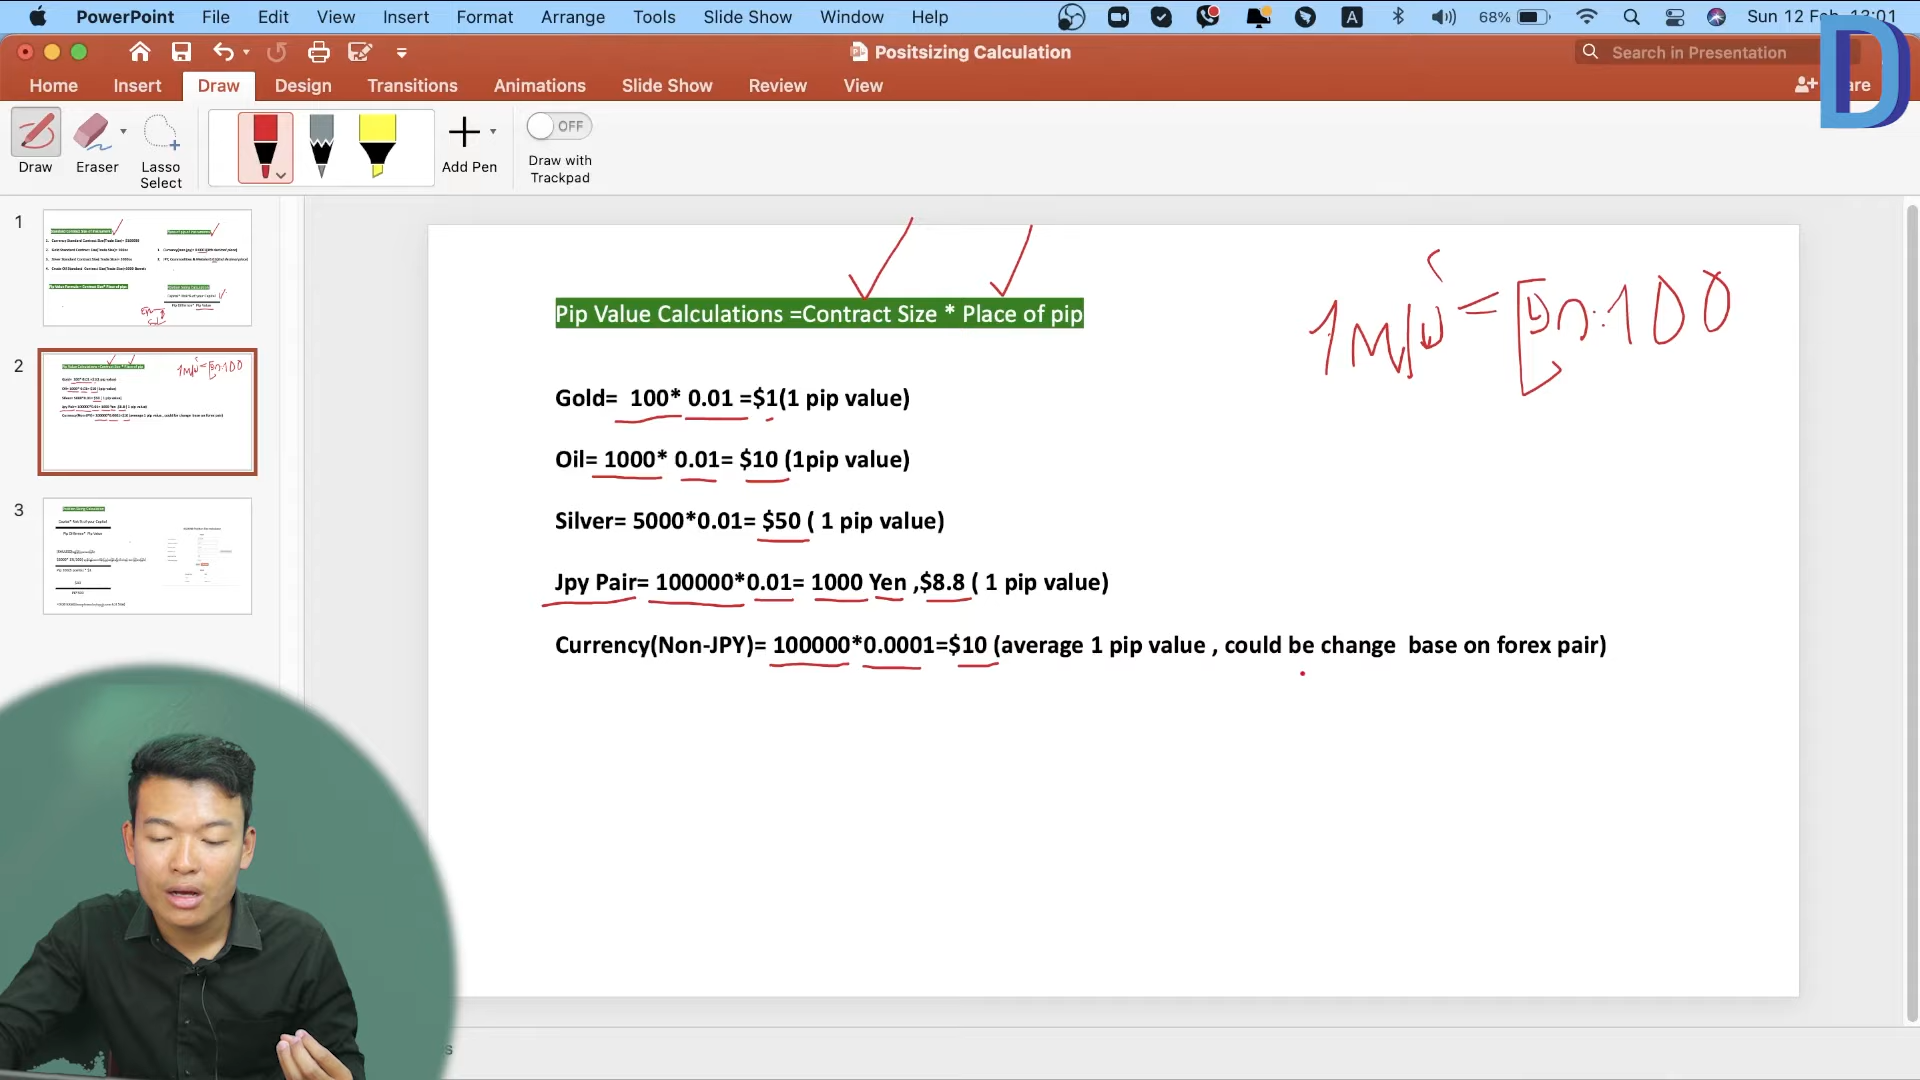 PowerPoint File Edit View Insert Format Arrange Tools Slide Show Window Help A 68% Sun 12 Feb 13:01
Positsizing Calculation
Search in Presentation
Home Insert Draw Design Transitions Animations Slide Show Review View
D
Draw Eraser Lasso Select Add Pen OFF Draw with Trackpad
1
2
3
Pip Value Calculations =Contract Size * Place of pip
Gold= 100* 0.01 =$1(1 pip value)
Oil= 1000* 0.01= $10 (1pip value)
Silver= 5000*0.01= $50 ( 1 pip value)
Jpy Pair= 100000*0.01= 1000 Yen ,$8.8 ( 1 pip value)
Currency(Non-JPY)= 100000*0.0001=$10 (average 1 pip value , could be change base on forex pair)